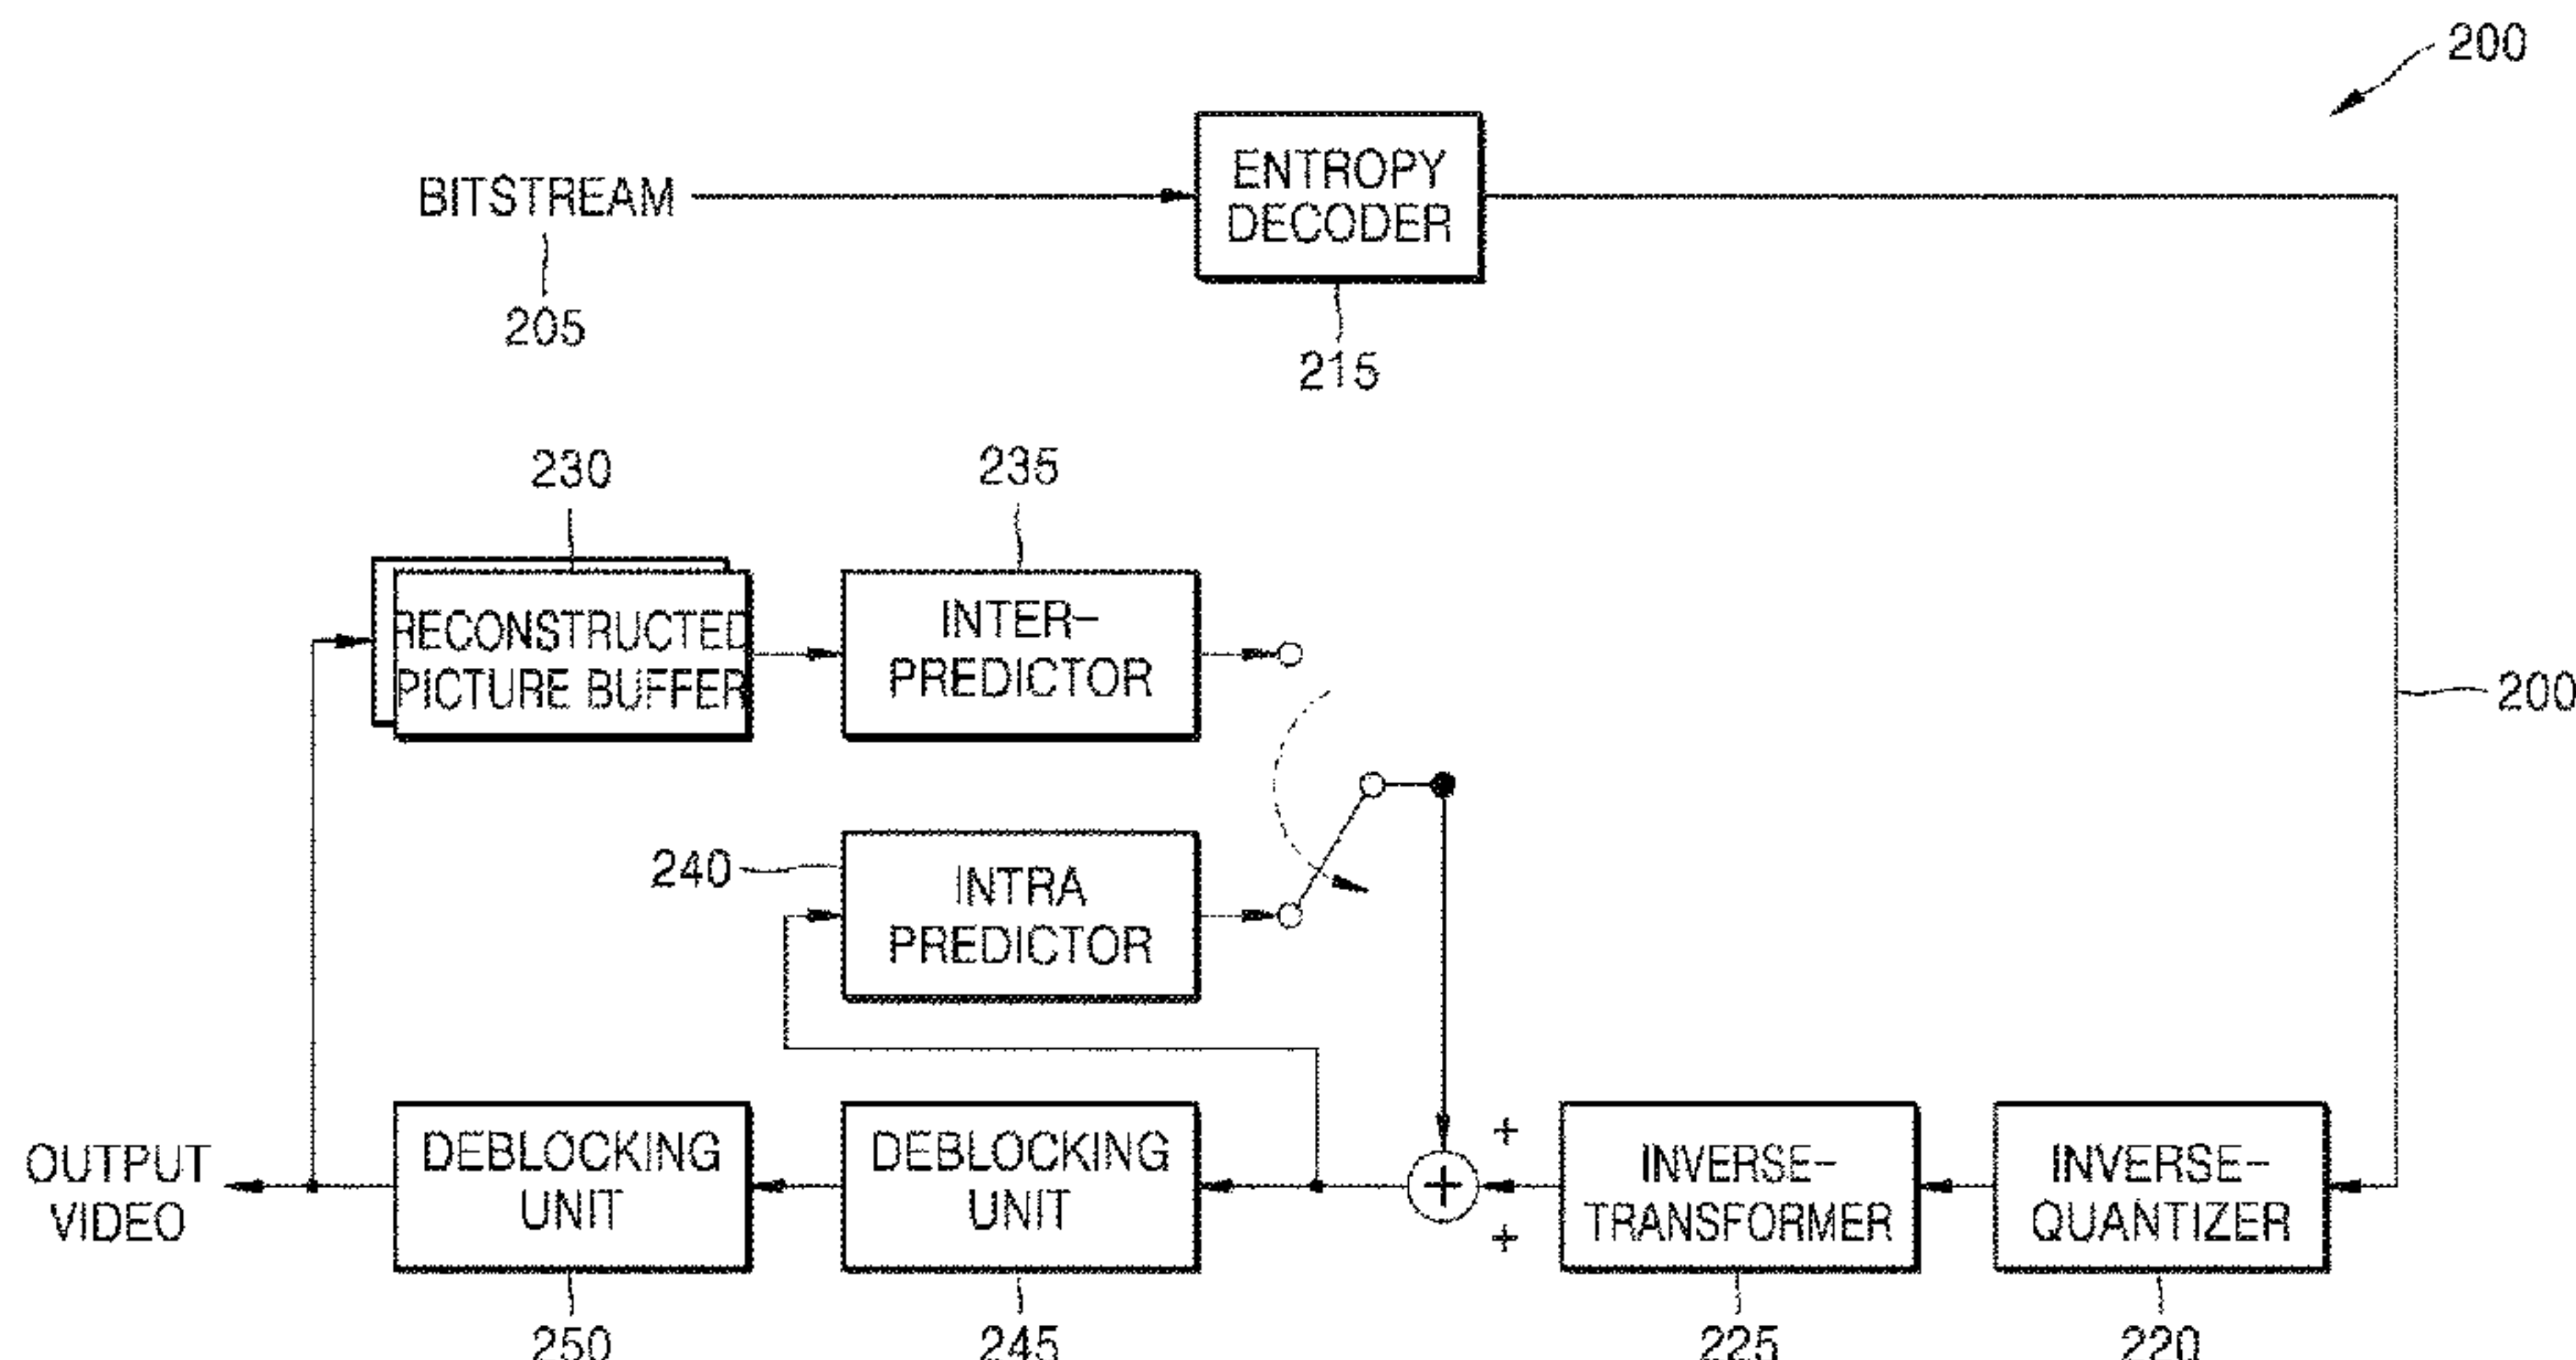 200
BITSTREAM
205
ENTROPY
DECODER
215
230
RECONSTRUCTED
PICTURE BUFFER
235
INTER-
PREDICTOR
200
240
INTRA
PREDICTOR
OUTPUT
VIDEO
DEBLOCKING
UNIT
250
DEBLOCKING
UNIT
245
+
+
+
INVERSE-
TRANSFORMER
225
INVERSE-
QUANTIZER
220